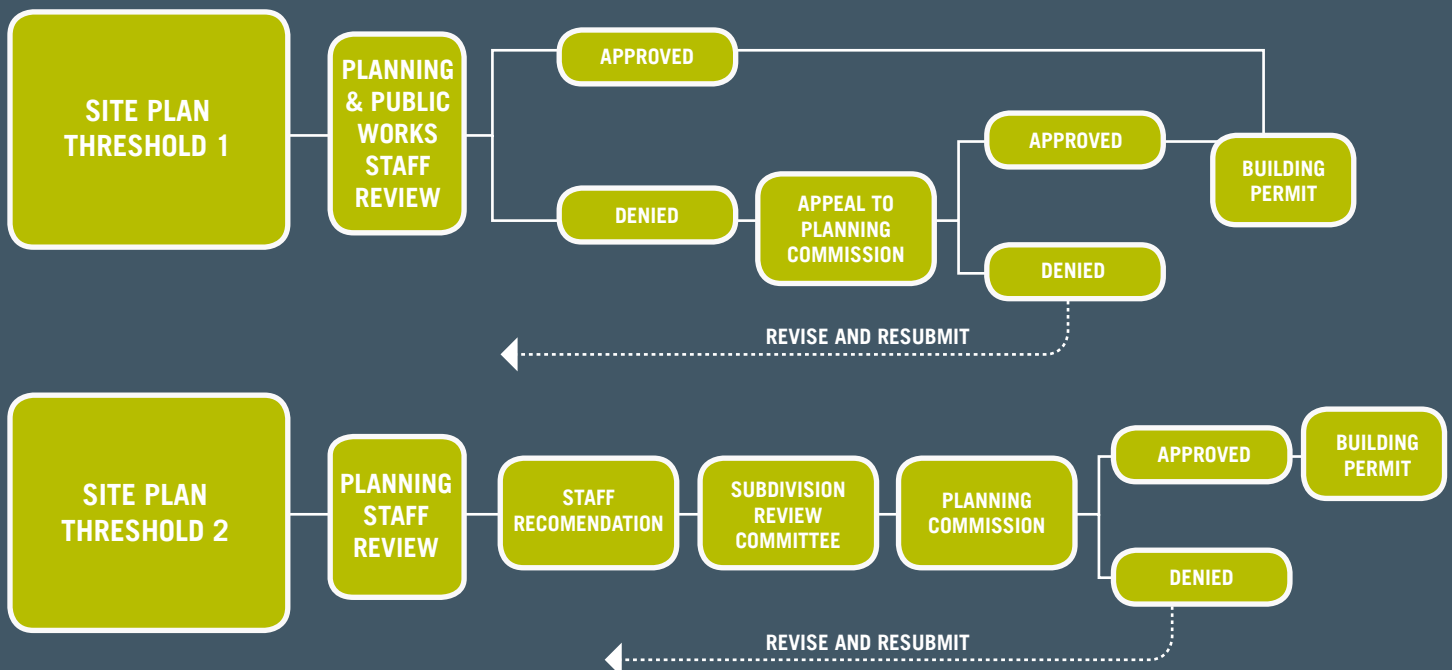 SITE PLAN
THRESHOLD 1
PLANNING
& PUBLIC
WORKS
STAFF
REVIEW
APPROVED
DENIED
APPEAL TO
PLANNING
COMMISSION
APPROVED
DENIED
BUILDING
PERMIT
REVISE AND RESUBMIT
SITE PLAN
THRESHOLD 2
PLANNING
STAFF
REVIEW
STAFF
RECOMENDATION
SUBDIVISION
REVIEW
COMMITTEE
PLANNING
COMMISSION
APPROVED
BUILDING
PERMIT
DENIED
REVISE AND RESUBMIT